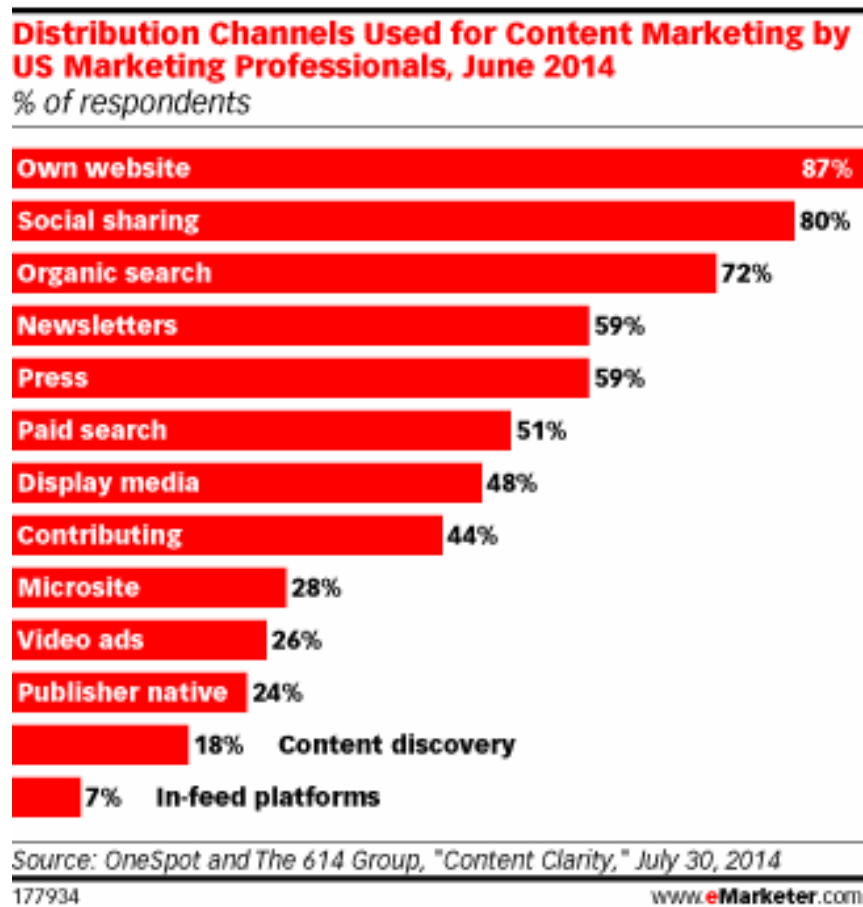 Distribution Channels Used for Content Marketing by
US Marketing Professionals, June 2014
% of respondents
Own website 87%
Social sharing 80%
Organic search 72%
Newsletters 59%
Press 59%
Paid search 51%
Display media 48%
Contributing 44%
Microsite 28%
Video ads 26%
Publisher native 24%
18% Content discovery
7% In-feed platforms
Source: OneSpot and The 614 Group, "Content Clarity," July 30, 2014
177934 www.eMarketer.com